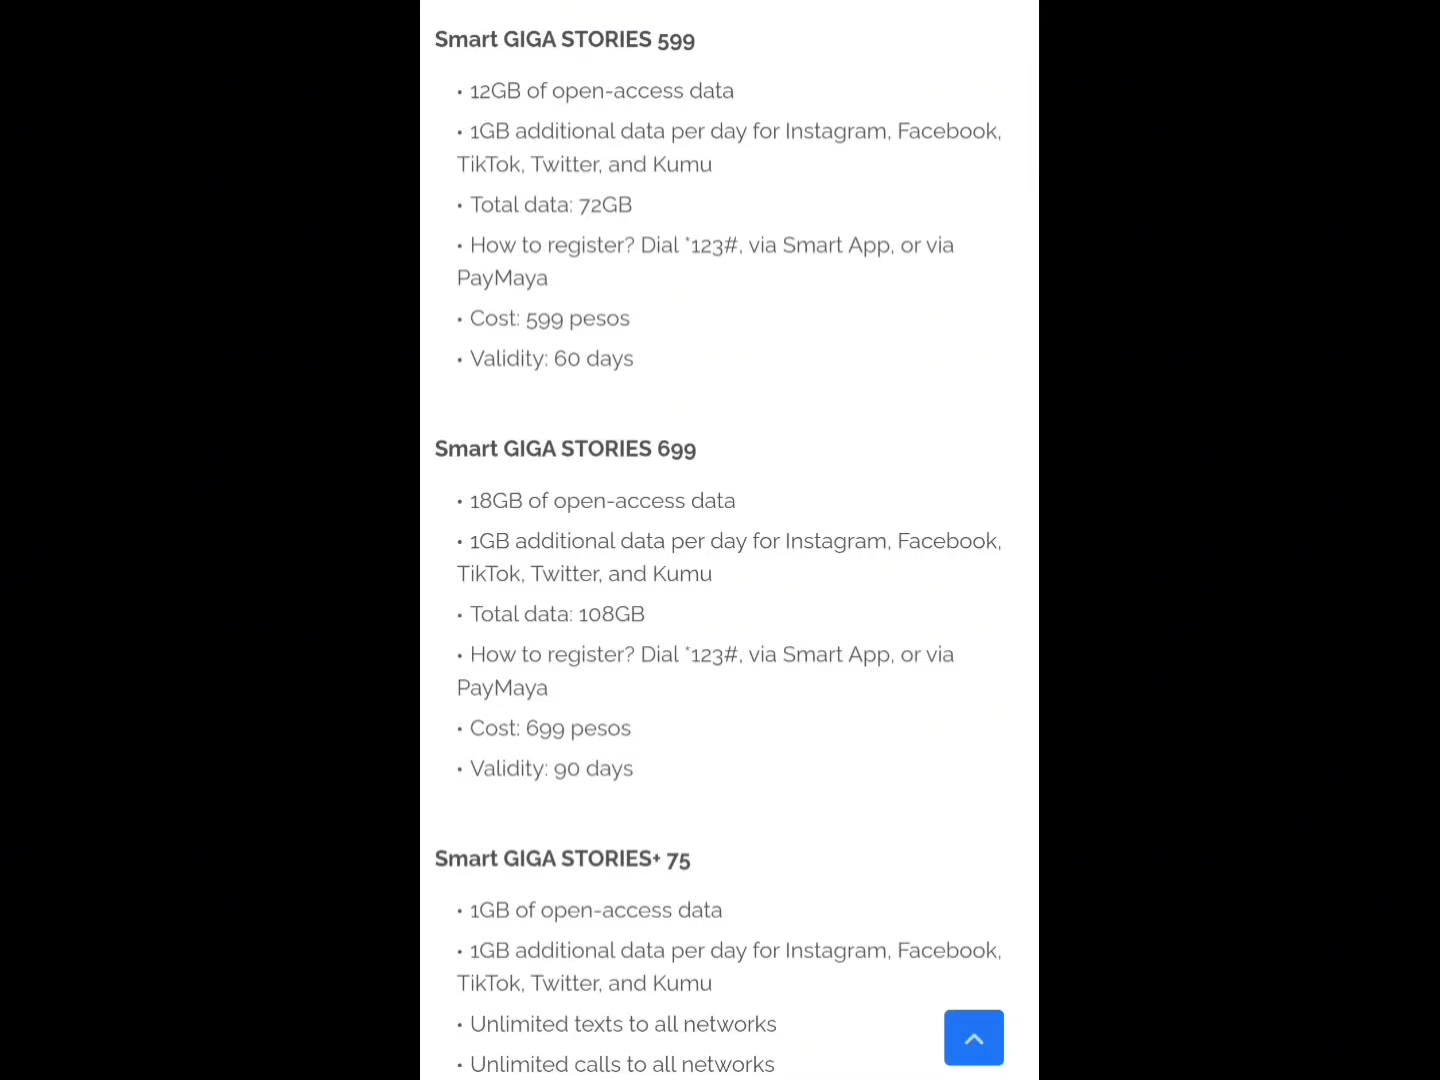 Smart GIGA STORIES 599
• 12GB of open-access data
• 1GB additional data per day for Instagram, Facebook,
TikTok, Twitter, and Kumu
• Total data: 72GB
• How to register? Dial *123#, via Smart App, or via
PayMaya
• Cost: 599 pesos
• Validity: 60 days
Smart GIGA STORIES 699
• 18GB of open-access data
• 1GB additional data per day for Instagram, Facebook,
TikTok, Twitter, and Kumu
• Total data: 108GB
• How to register? Dial *123#, via Smart App, or via
PayMaya
• Cost: 699 pesos
• Validity: 90 days
Smart GIGA STORIES+ 75
• 1GB of open-access data
• 1GB additional data per day for Instagram, Facebook,
TikTok, Twitter, and Kumu
• Unlimited texts to all networks
• Unlimited calls to all networks